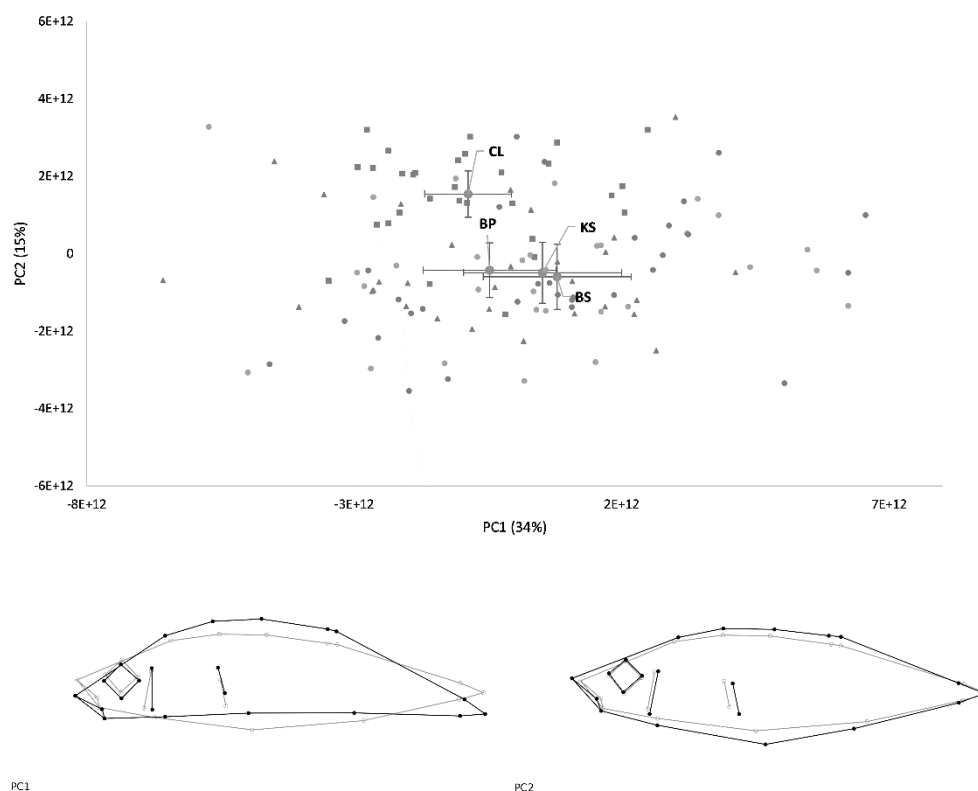 6E+12
4E+12
2E+12
0
-2E+12
-4E+12
-6E+12
PC2 (15%)
CL
BP
KS
BS
-8E+12
-3E+12
2E+12
7E+12
PC1 (34%)
PC1
PC2